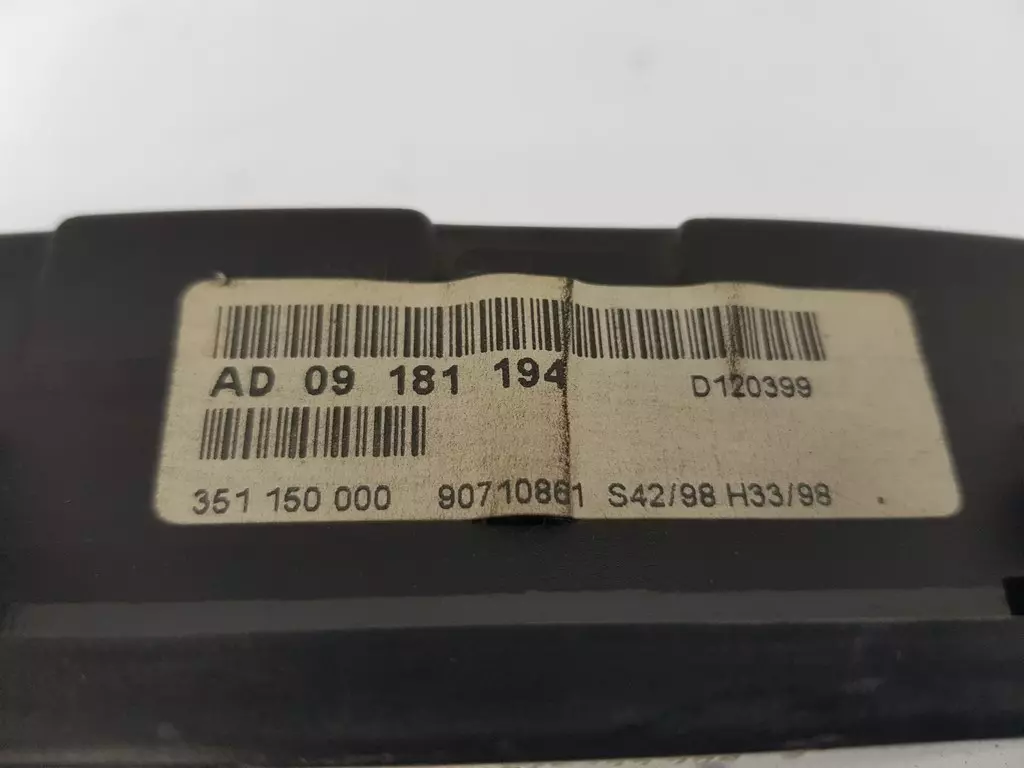 AD 09 181 194 D120399
351 150 000 90710861 S42/98 H33/98